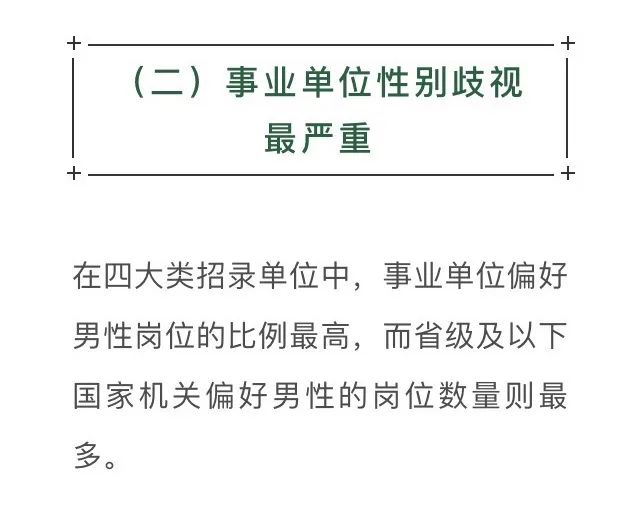 （二）事业单位性别歧视
最严重
在四大类招录单位中，事业单位偏好
男性岗位的比例最高，而省级及以下
国家机关偏好男性的岗位数量则最
多。